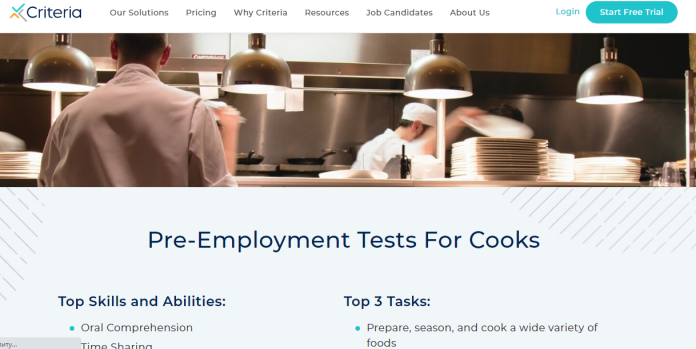 Criteria
Our Solutions Pricing Why Criteria Resources Job Candidates About Us Login Start Free Trial
Pre-Employment Tests For Cooks
Top Skills and Abilities:
Oral Comprehension
Time Sharing
Top 3 Tasks:
Prepare, season, and cook a wide variety of
foods